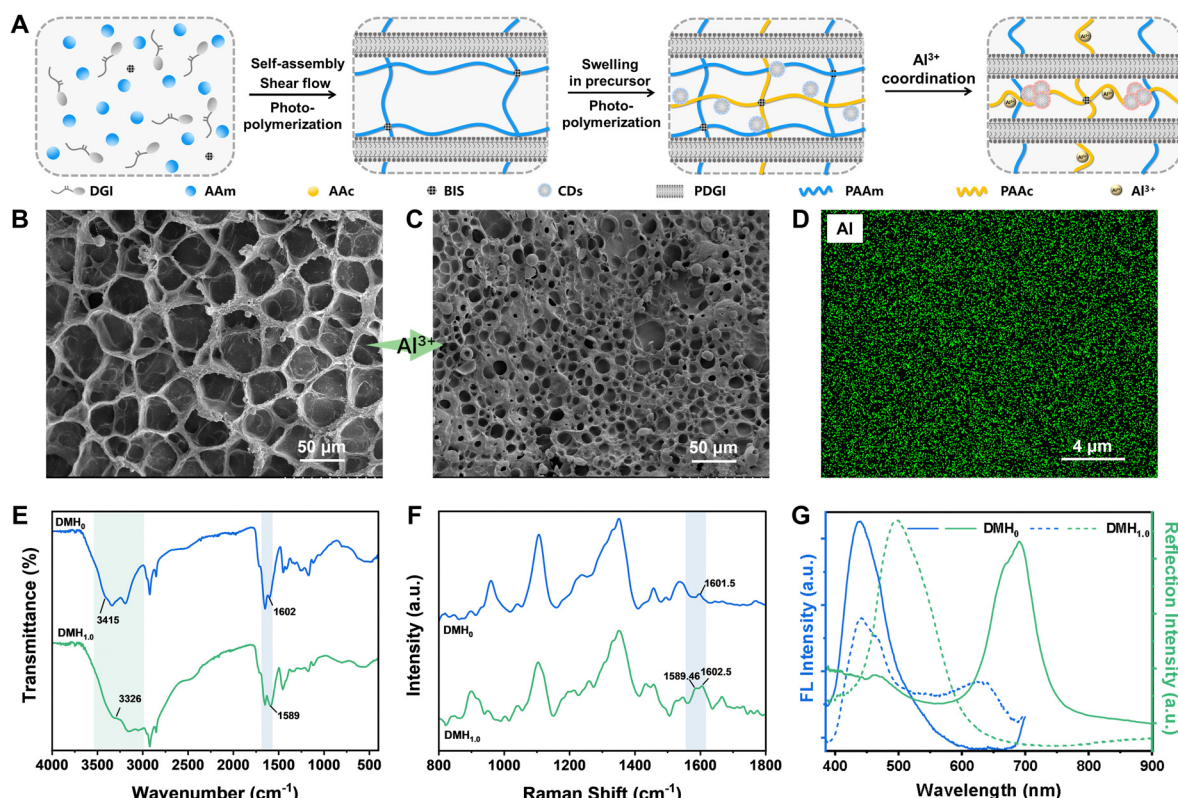 A
Self-assembly
Shear flow
Photo-
polymerization
Swelling
in precursor
Photo-
polymerization
Al³⁺
coordination
Al³⁺
Al³⁺
Al³⁺
Al³⁺
DGI AAm AAc BIS CDs PDGI PAAm PAAc Al³⁺
B
50 μm
Al³⁺
C
50 μm
D
Al
4 μm
E
Transmittance (%)
DMH₀
3415
1602
DMH₁.₀
3326
1589
4000 3500 3000 2500 2000 1500 1000 500
Wavenumber (cm⁻¹)
F
Intensity (a.u.)
DMH₀
1601.5
1589.46
1602.5
DMH₁.₀
800 1000 1200 1400 1600 1800
Raman Shift (cm⁻¹)
G
FL Intensity (a.u.)
DMH₀ DMH₁.₀
Reflection Intensity
(a.u.)
400 500 600 700 800 900
Wavelength (nm)